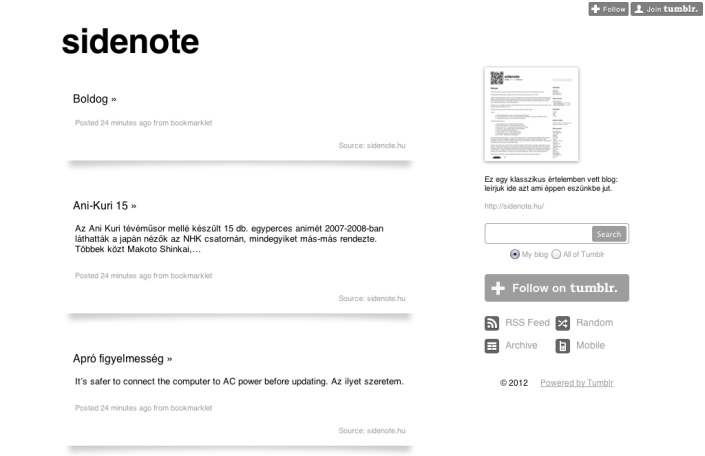 Follow
Join tumblr.
sidenote
Boldog »
Posted 24 minutes ago from bookmarklet
Source: sidenote.hu
Ani-Kuri 15 »
Az Ani Kuri tévéműsor mellé készült 15 db. egyperces animét 2007-2008-ban
láthatták a japán nézők az NHK csatornán, mindegyiket más-más rendezte.
Többek közt Makoto Shinkai,…
Posted 24 minutes ago from bookmarklet
Source: sidenote.hu
Apró figyelmesség »
It's safer to connect the computer to AC power before updating. Az ilyet szeretem.
Posted 24 minutes ago from bookmarklet
Source: sidenote.hu
sidenote
Ez egy klasszikus értelemben vett blog:
leírjuk ide azt ami éppen eszünkbe jut.
http://sidenote.hu/
Search
My blog
All of Tumblr
Follow on tumblr.
RSS Feed
Random
Archive
Mobile
© 2012
Powered by Tumblr